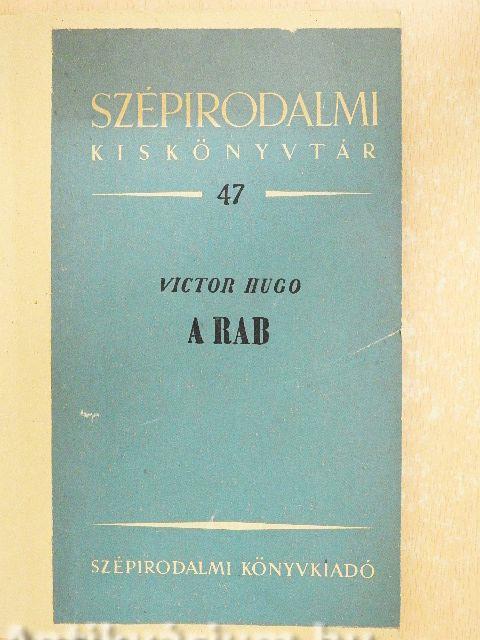 SZÉPIRODALMI
KISKÖNYVTÁR
47
VICTOR HUGO
A RAB
SZÉPIRODALMI KÖNYVKIADÓ